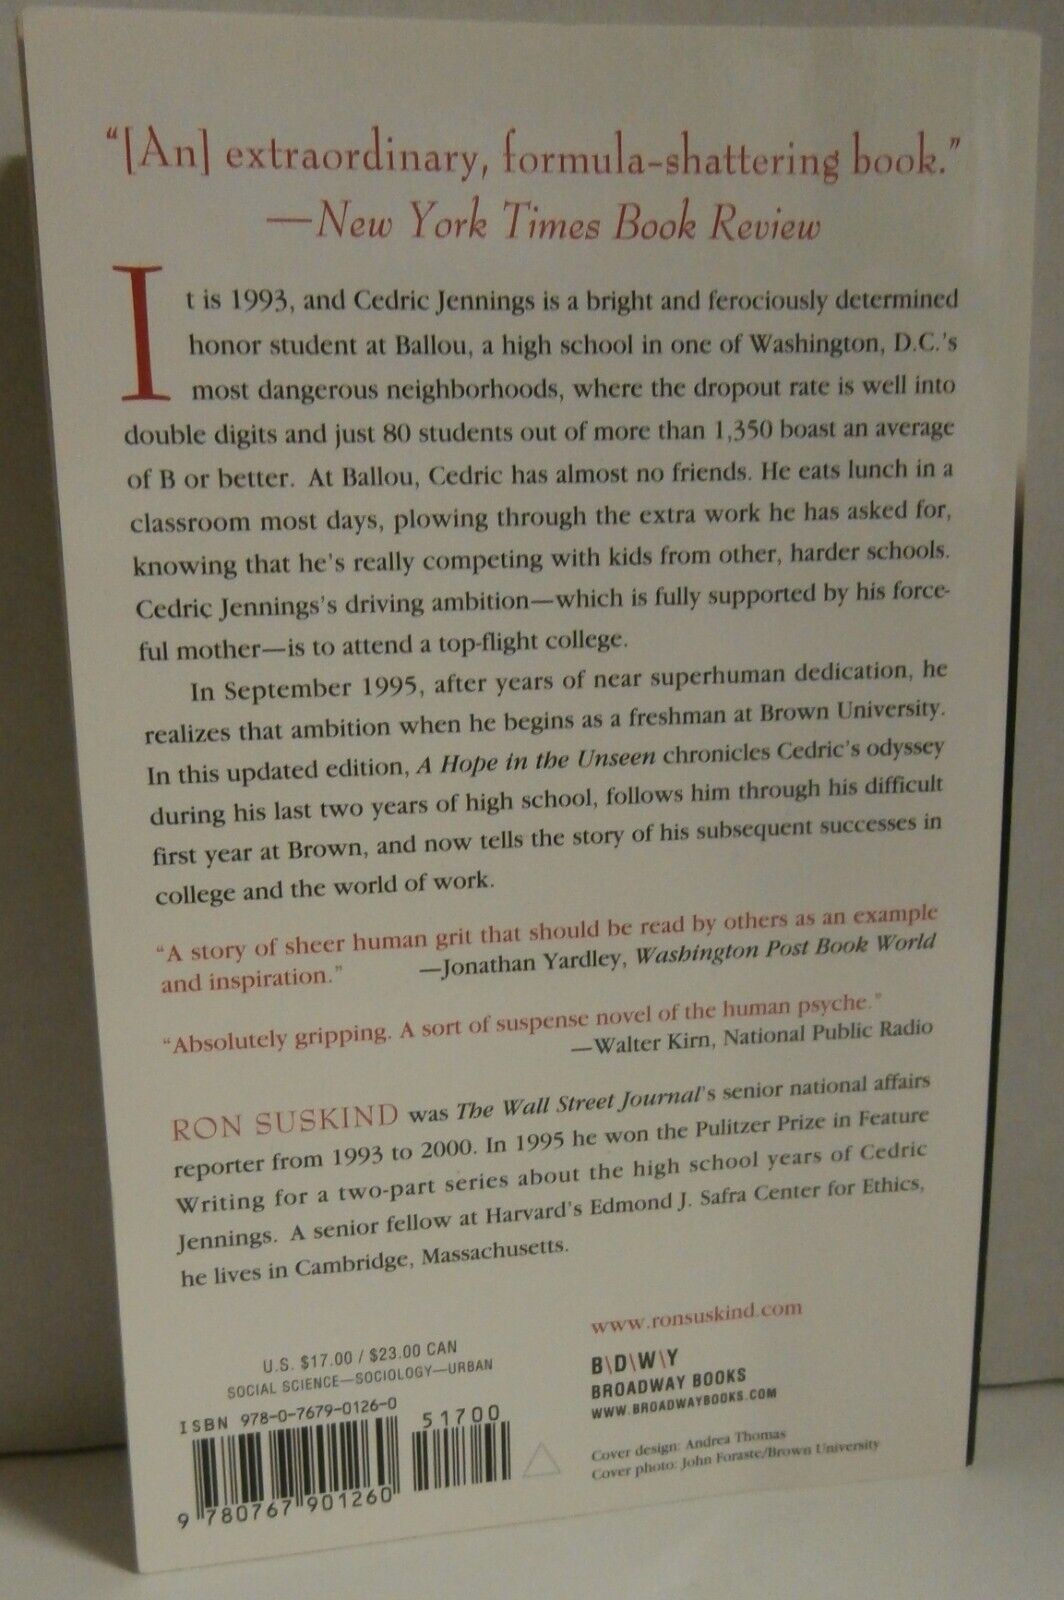 "[An] extraordinary, formula-shattering book."
—New York Times Book Review
It is 1993, and Cedric Jennings is a bright and ferociously determined
honor student at Ballou, a high school in one of Washington, D.C.'s
most dangerous neighborhoods, where the dropout rate is well into
double digits and just 80 students out of more than 1,350 boast an average
of B or better. At Ballou, Cedric has almost no friends. He eats lunch in a
classroom most days, plowing through the extra work he has asked for,
knowing that he's really competing with kids from other, harder schools.
Cedric Jennings's driving ambition—which is fully supported by his force-
ful mother—is to attend a top-flight college.
In September 1995, after years of near superhuman dedication, he
realizes that ambition when he begins as a freshman at Brown University.
In this updated edition, A Hope in the Unseen chronicles Cedric's odyssey
during his last two years of high school, follows him through his difficult
first year at Brown, and now tells the story of his subsequent successes in
college and the world of work.
"A story of sheer human grit that should be read by others as an example
and inspiration." —Jonathan Yardley, Washington Post Book World
"Absolutely gripping. A sort of suspense novel of the human psyche."
—Walter Kirn, National Public Radio
RON SUSKIND was The Wall Street Journal's senior national affairs
reporter from 1993 to 2000. In 1995 he won the Pulitzer Prize in Feature
Writing for a two-part series about the high school years of Cedric
Jennings. A senior fellow at Harvard's Edmond J. Safra Center for Ethics,
he lives in Cambridge, Massachusetts.
U.S. $17.00 / $23.00 CAN
SOCIAL SCIENCE—SOCIOLOGY—URBAN
ISBN 978-0-7679-0126-0
51700
9 780767 901260
www.ronsuskind.com
B\D\W\Y
BROADWAY BOOKS
WWW.BROADWAYBOOKS.COM
Cover design: Andrea Thomas
Cover photo: John Foraste/Brown University